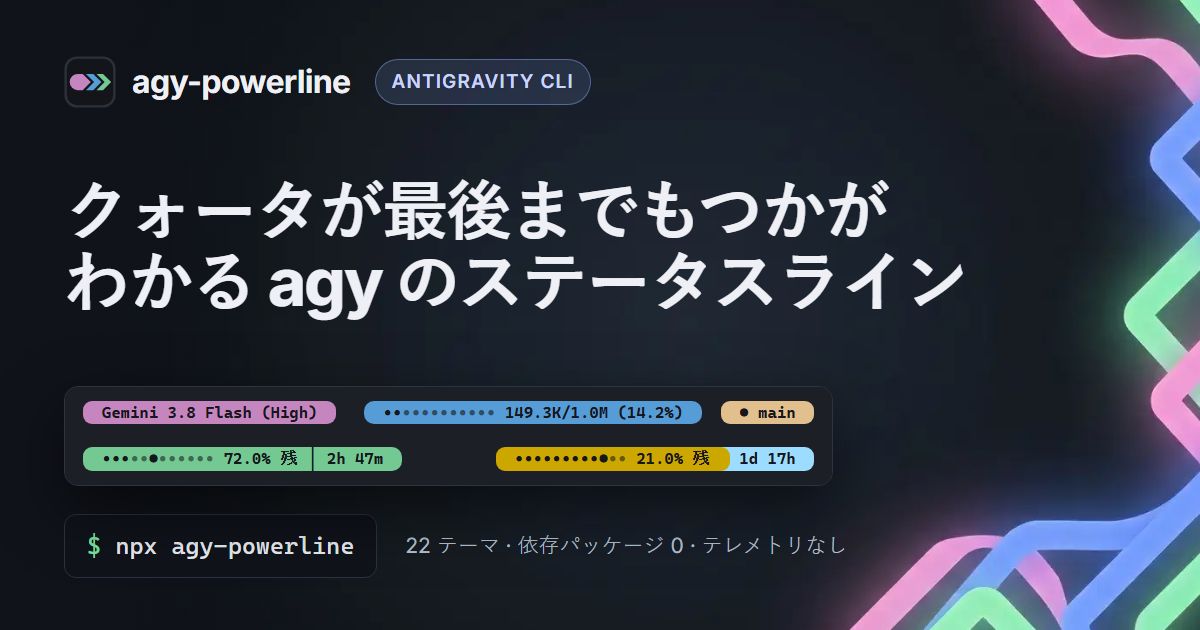 agy-powerline ANTIGRAVITY CLI
クォータが最後までもつかが
わかる agy のステータスライン
Gemini 3.8 Flash (High) 149.3K/1.0M (14.2%) ● main
72.0% 残 2h 47m 21.0% 残 1d 17h
$ npx agy-powerline 22 テーマ · 依存パッケージ 0 · テレメトリなし